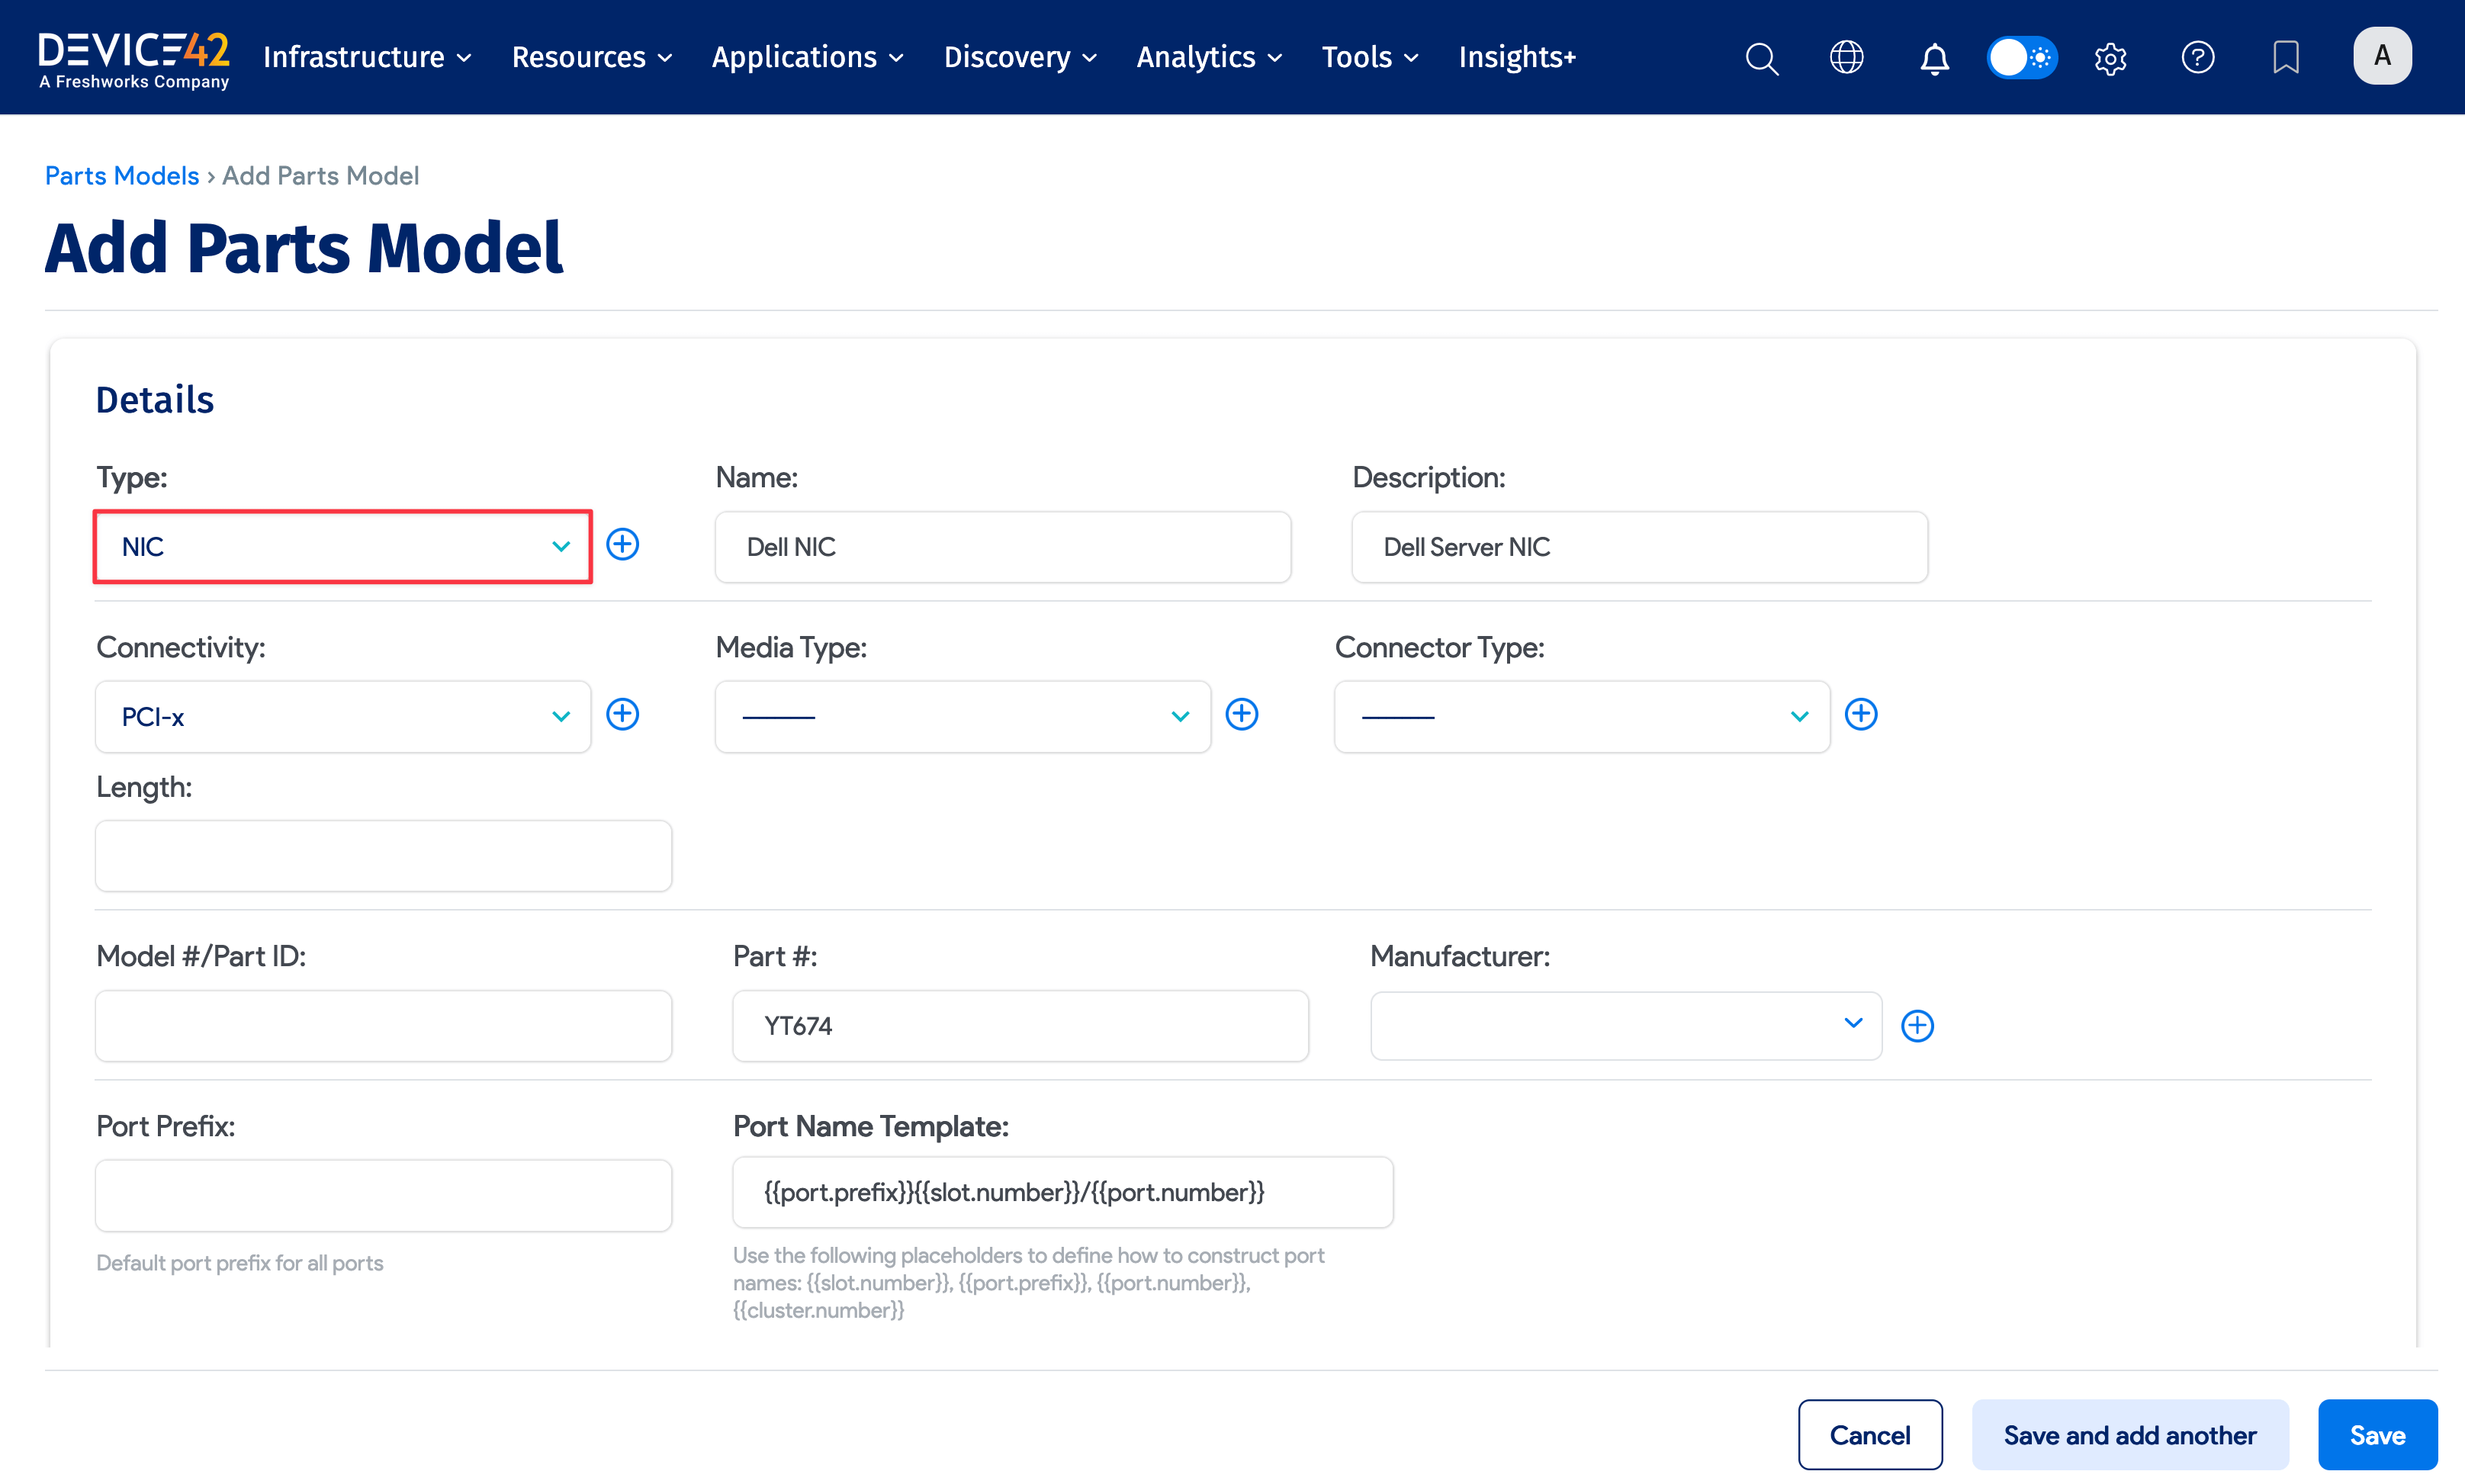 DEVICE42
A Freshworks Company
Infrastructure Resources Applications Discovery Analytics Tools Insights+
A
Parts Models › Add Parts Model
Add Parts Model
Details
Type: Name: Description:
NIC Dell NIC Dell Server NIC
Connectivity: Media Type: Connector Type:
PCI-x
Length:
Model #/Part ID: Part #: Manufacturer:
YT674
Port Prefix: Port Name Template:
{{port.prefix}}{{slot.number}}/{{port.number}}
Default port prefix for all ports
Use the following placeholders to define how to construct port
names: {{slot.number}}, {{port.prefix}}, {{port.number}},
{{cluster.number}}
Cancel Save and add another Save